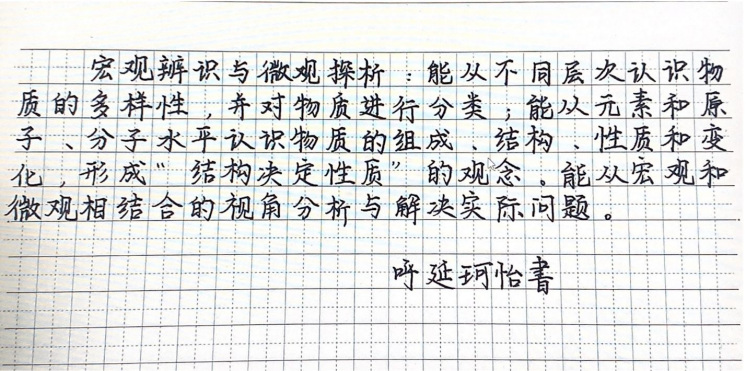 宏观辨识与微观探析：能从不同层次认识物
质的多样性，并对物质进行分类；能从元素和原
子、分子水平认识物质的组成、结构、性质和变
化，形成“结构决定性质”的观念。能从宏观和
微观相结合的视角分析与解决实际问题。
呼延珂怡書